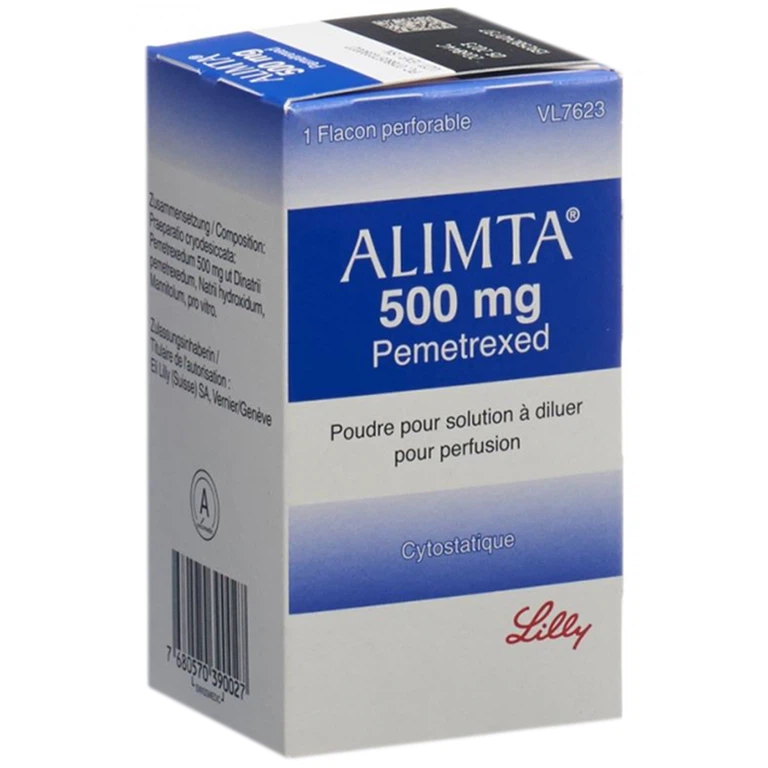 ALIMTA®
500 mg
Pemetrexed
1 Flacon perforable
VL7623
ALIMTA®
500 mg
Pemetrexed
Poudre pour solution à diluer
pour perfusion
Cytostatique
Lilly
Zusammensetzung / Composition:
Praeparatio cryodesiccata:
Pemetrexedum 500 mg ut Dinatrii
pemetrexedum, Natrii hydroxidum,
Mannitolum, pro vitro.
Zulassungsinhaberin /
Titulaire de l'autorisation :
Eli Lilly (Suisse) SA, Vernier/Genève
A
7 680570 390027
SWISSMEDIC